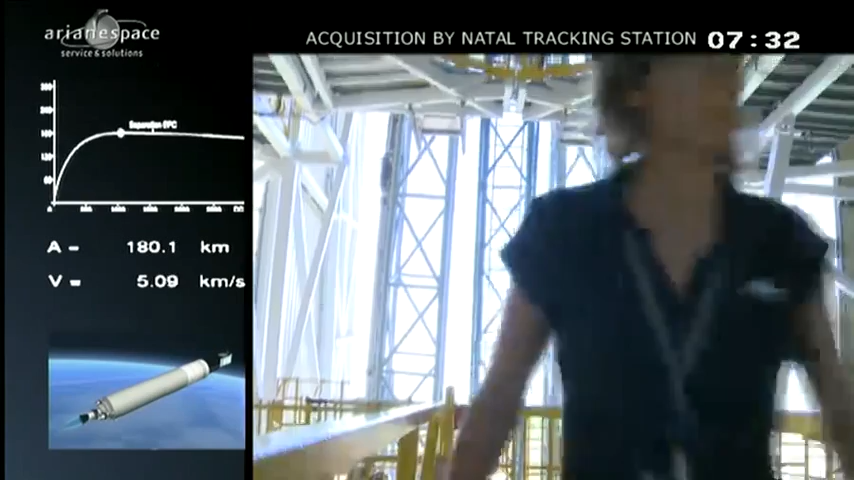 arianespace
service & solutions
ACQUISITION BY NATAL TRACKING STATION 07:32
Separation EPC
A = 180.1 km
V = 5.09 km/s